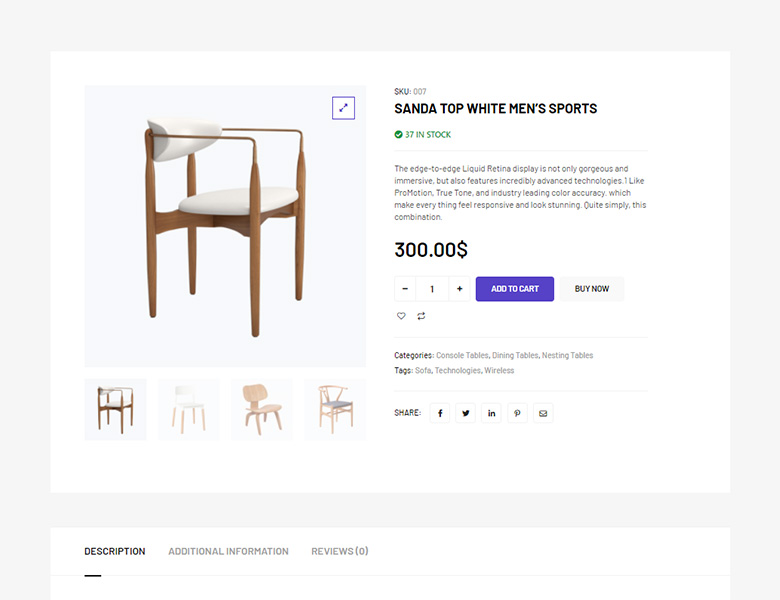 SKU: 007
SANDA TOP WHITE MEN'S SPORTS
37 IN STOCK
The edge-to-edge Liquid Retina display is not only gorgeous and
immersive, but also features incredibly advanced technologies.1 Like
ProMotion, True Tone, and industry leading color accuracy. which
make every thing feel responsive and look stunning. Quite simply, this
combination.
300.00$
- 1 + ADD TO CART BUY NOW
Categories: Console Tables, Dining Tables, Nesting Tables
Tags: Sofa, Technologies, Wireless
SHARE:
DESCRIPTION ADDITIONAL INFORMATION REVIEWS (0)